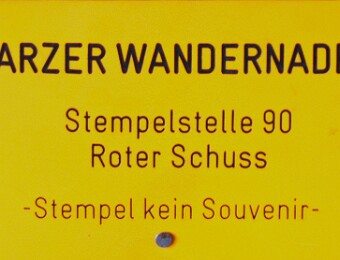 ARZER WANDERNADE
Stempelstelle 90
Roter Schuss
-Stempel kein Souvenir-